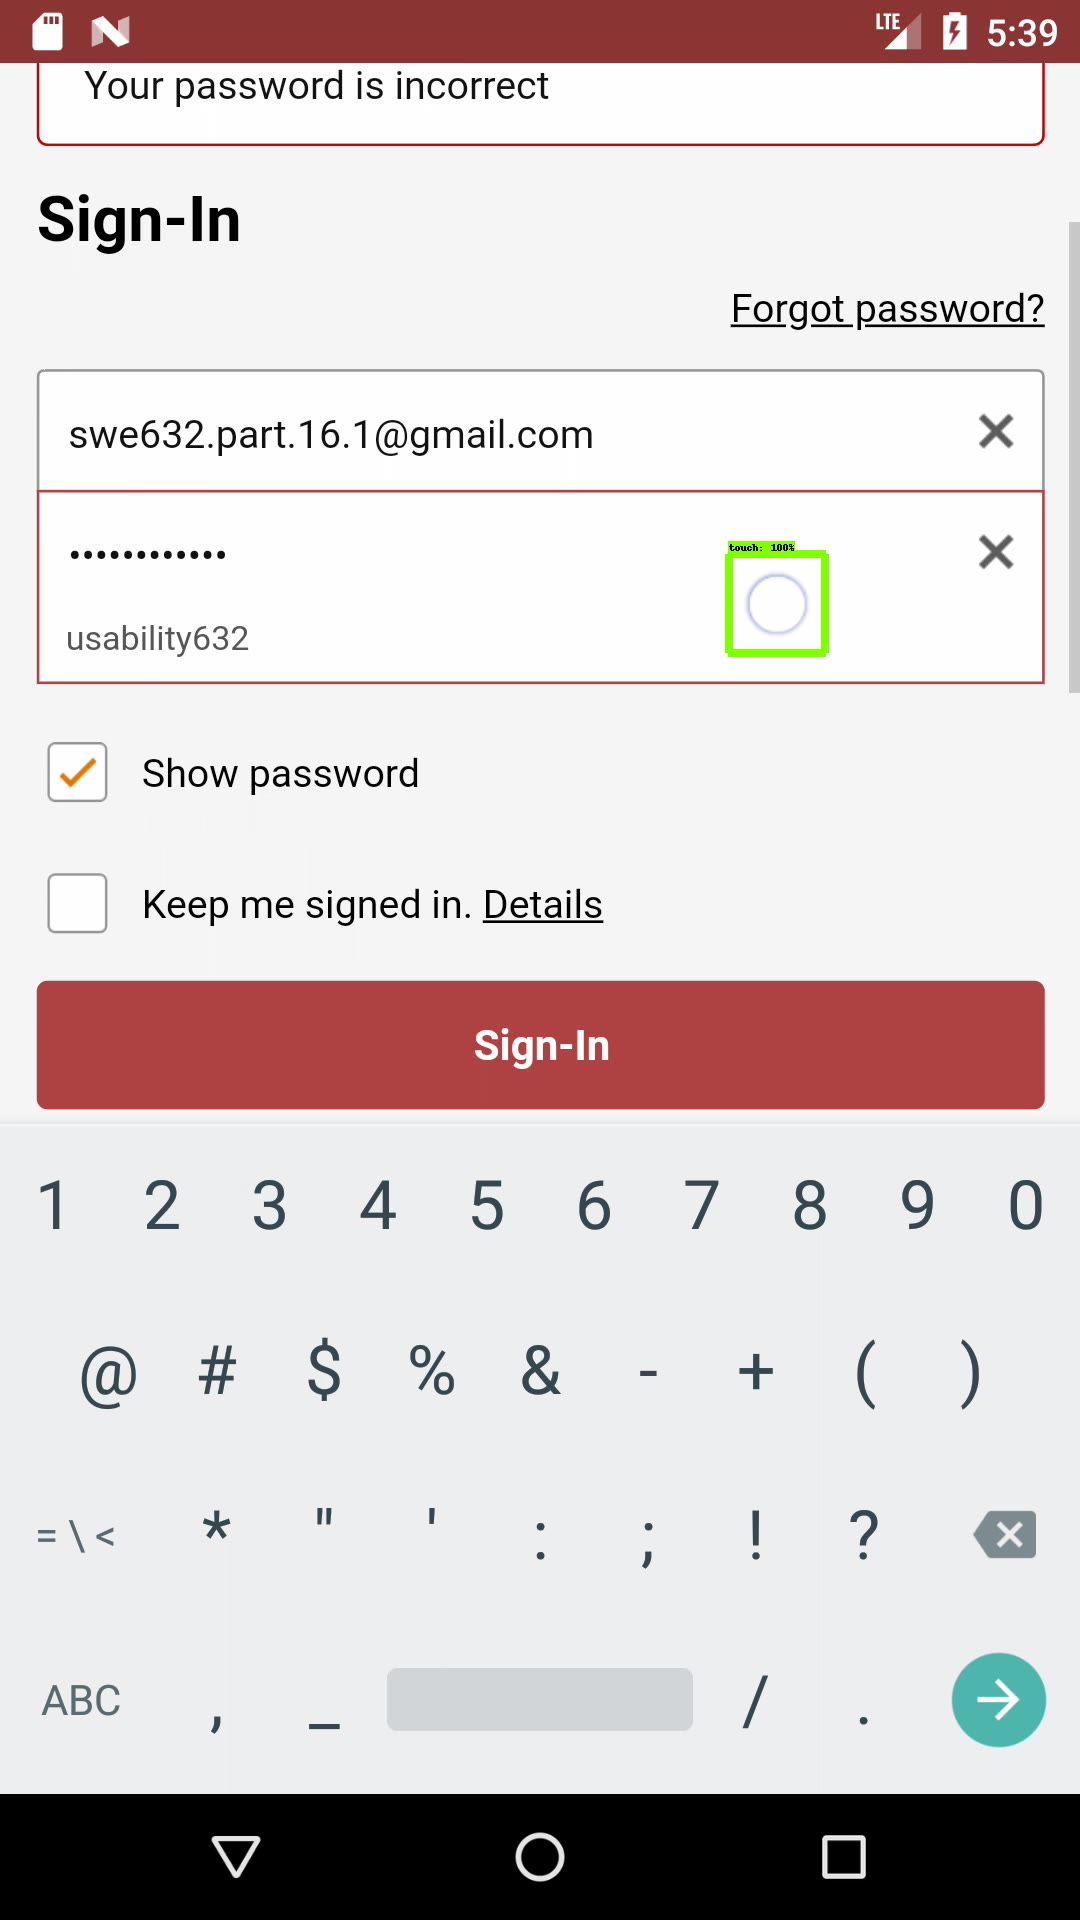 LTE 5:39
Your password is incorrect
Sign-In
Forgot password?
swe632.part.16.1@gmail.com
••••••••••••
touch: 100%
usability632
Show password
Keep me signed in. Details
Sign-In
1 2 3 4 5 6 7 8 9 0
@ # $ % & - + ( )
= \ < * " ' : ; ! ?
ABC , _ / .